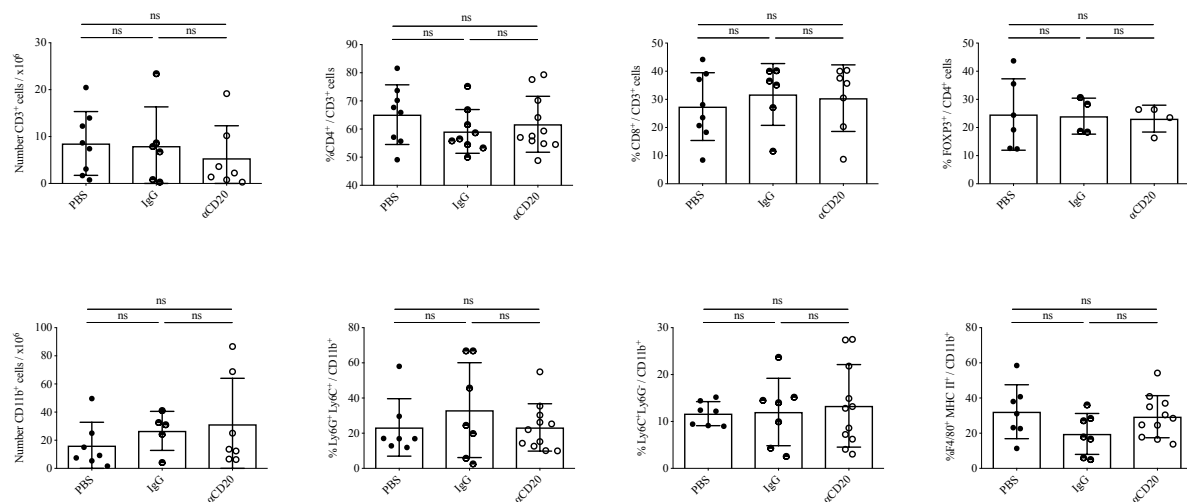 ns
ns ns
Number CD3⁺ cells / x10⁶
30
20
10
0
PBS IgG αCD20
ns
ns ns
%CD4⁺ / CD3⁺ cells
100
90
80
70
60
50
40
PBS IgG αCD20
ns
ns ns
% CD8⁺ / CD3⁺ cells
50
40
30
20
10
0
PBS IgG αCD20
ns
ns ns
% FOXP3⁺ / CD4⁺ cells
50
40
30
20
10
0
PBS IgG αCD20
ns
ns ns
Number CD11b⁺ cells / x10⁶
100
80
60
40
20
0
PBS IgG αCD20
ns
ns ns
% Ly6G⁺ Ly6C⁺ / CD11b⁺
80
60
40
20
0
PBS IgG αCD20
ns
ns ns
% Ly6C⁺Ly6G⁻ / CD11b⁺
30
20
10
0
PBS IgG αCD20
ns
ns ns
%F4/80⁺ MHC II⁺ / CD11b⁺
80
60
40
20
0
PBS IgG αCD20